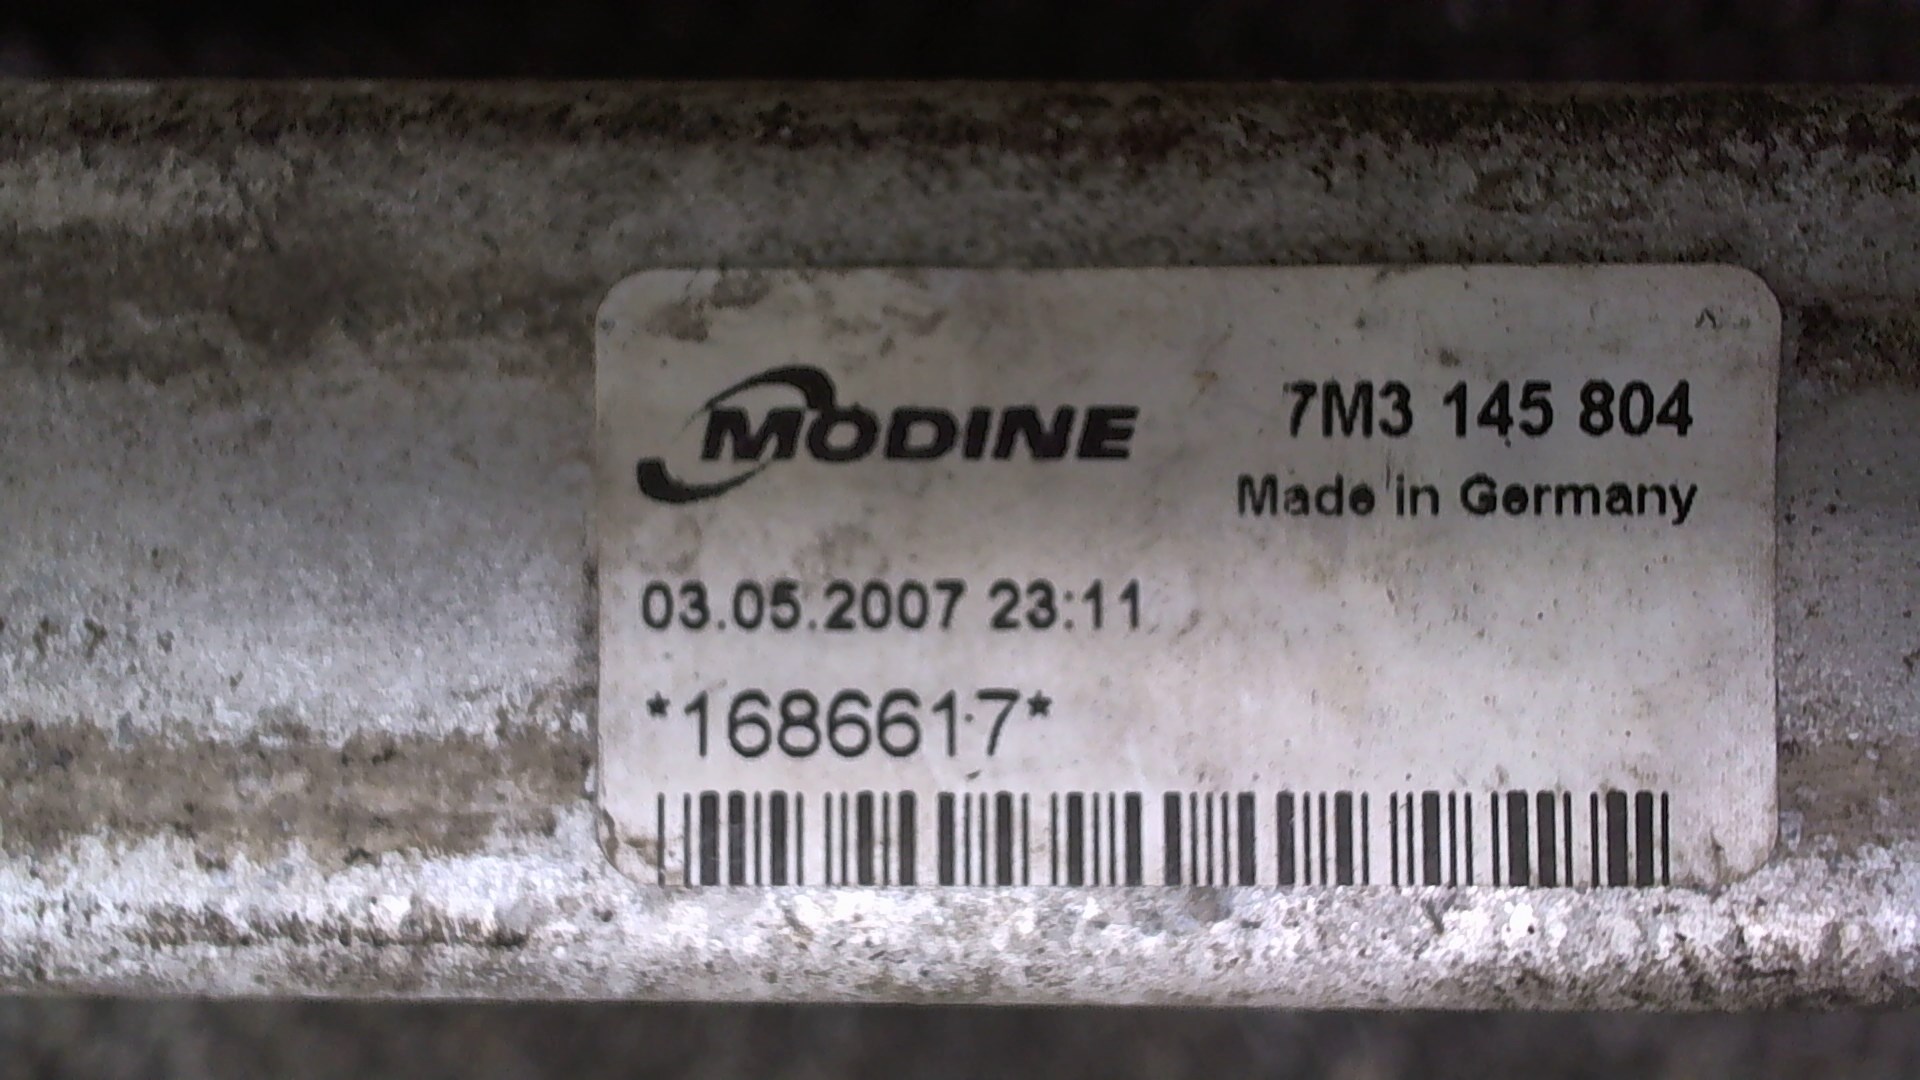 MODINE
7M3 145 804
Made in Germany
03.05.2007 23:11
*1686617*